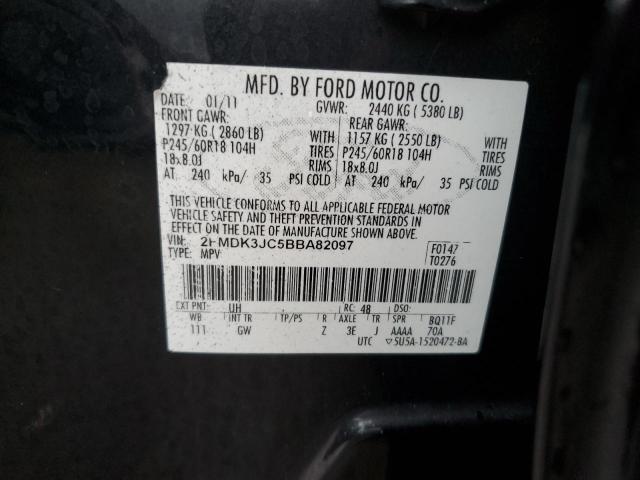 MFD. BY FORD MOTOR CO.
DATE: 01/11 GVWR: 2440 KG ( 5380 LB)
FRONT GAWR: REAR GAWR:
1297 KG ( 2860 LB) WITH 1157 KG ( 2550 LB) WITH
P245/60R18 104H TIRES P245/60R18 104H TIRES
18x8.0J RIMS 18x8.0J RIMS
AT 240 kPa/ 35 PSI COLD AT 240 kPa/ 35 PSI COLD
THIS VEHICLE CONFORMS TO ALL APPLICABLE FEDERAL MOTOR
VEHICLE SAFETY AND THEFT PREVENTION STANDARDS IN
EFFECT ON THE DATE OF MANUFACTURE SHOWN ABOVE.
VIN: 2FMDK3JC5BBA82097 F0147
TYPE: MPV T0276
EXT PNT: UH RC: 48 DSO:
WB INT TR TP/PS R AXLE TR SPR BQ11F
111 GW Z 3E J AAAA 70A
UTC ▽5U5A-1520472-BA